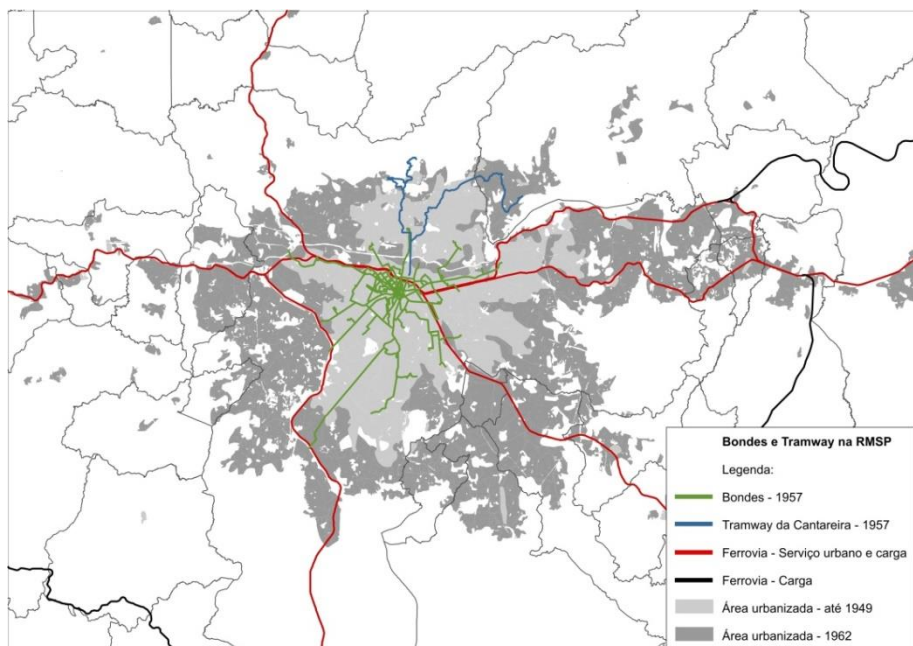 Bondes e Tramway na RMSP
Legenda:
Bondes - 1957
Tramway da Cantareira - 1957
Ferrovia - Serviço urbano e carga
Ferrovia - Carga
Área urbanizada - até 1949
Área urbanizada - 1962